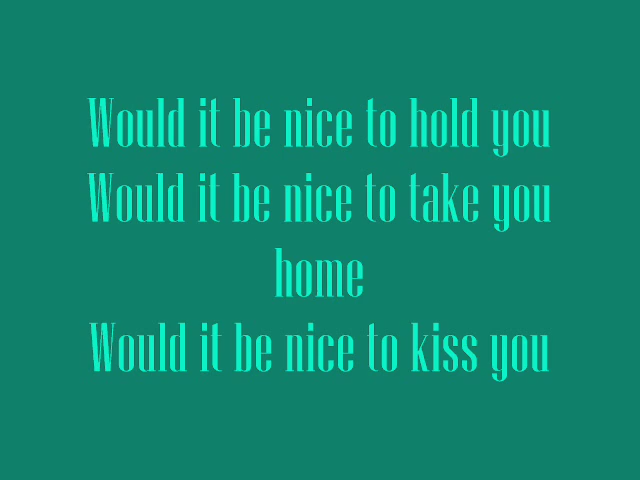 Would it be nice to hold you
Would it be nice to take you
home
Would it be nice to kiss you